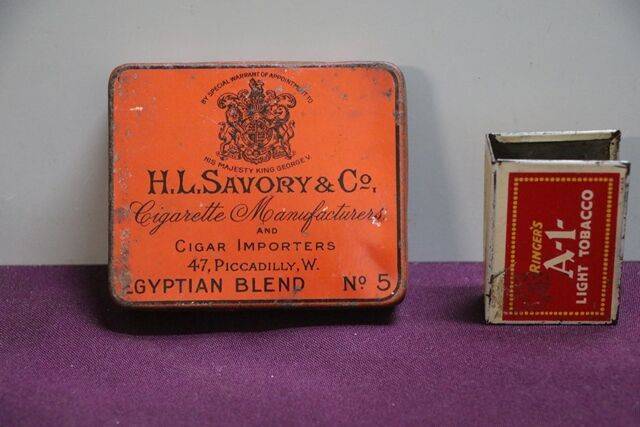 BY SPECIAL WARRANT OF APPOINTMENT TO
HIS MAJESTY KING GEORGE V
H.L. SAVORY & Co.,
Cigarette Manufacturers
AND
CIGAR IMPORTERS
47, PICCADILLY, W.
EGYPTIAN BLEND No 5
RINGER'S
A-1-
LIGHT TOBACCO